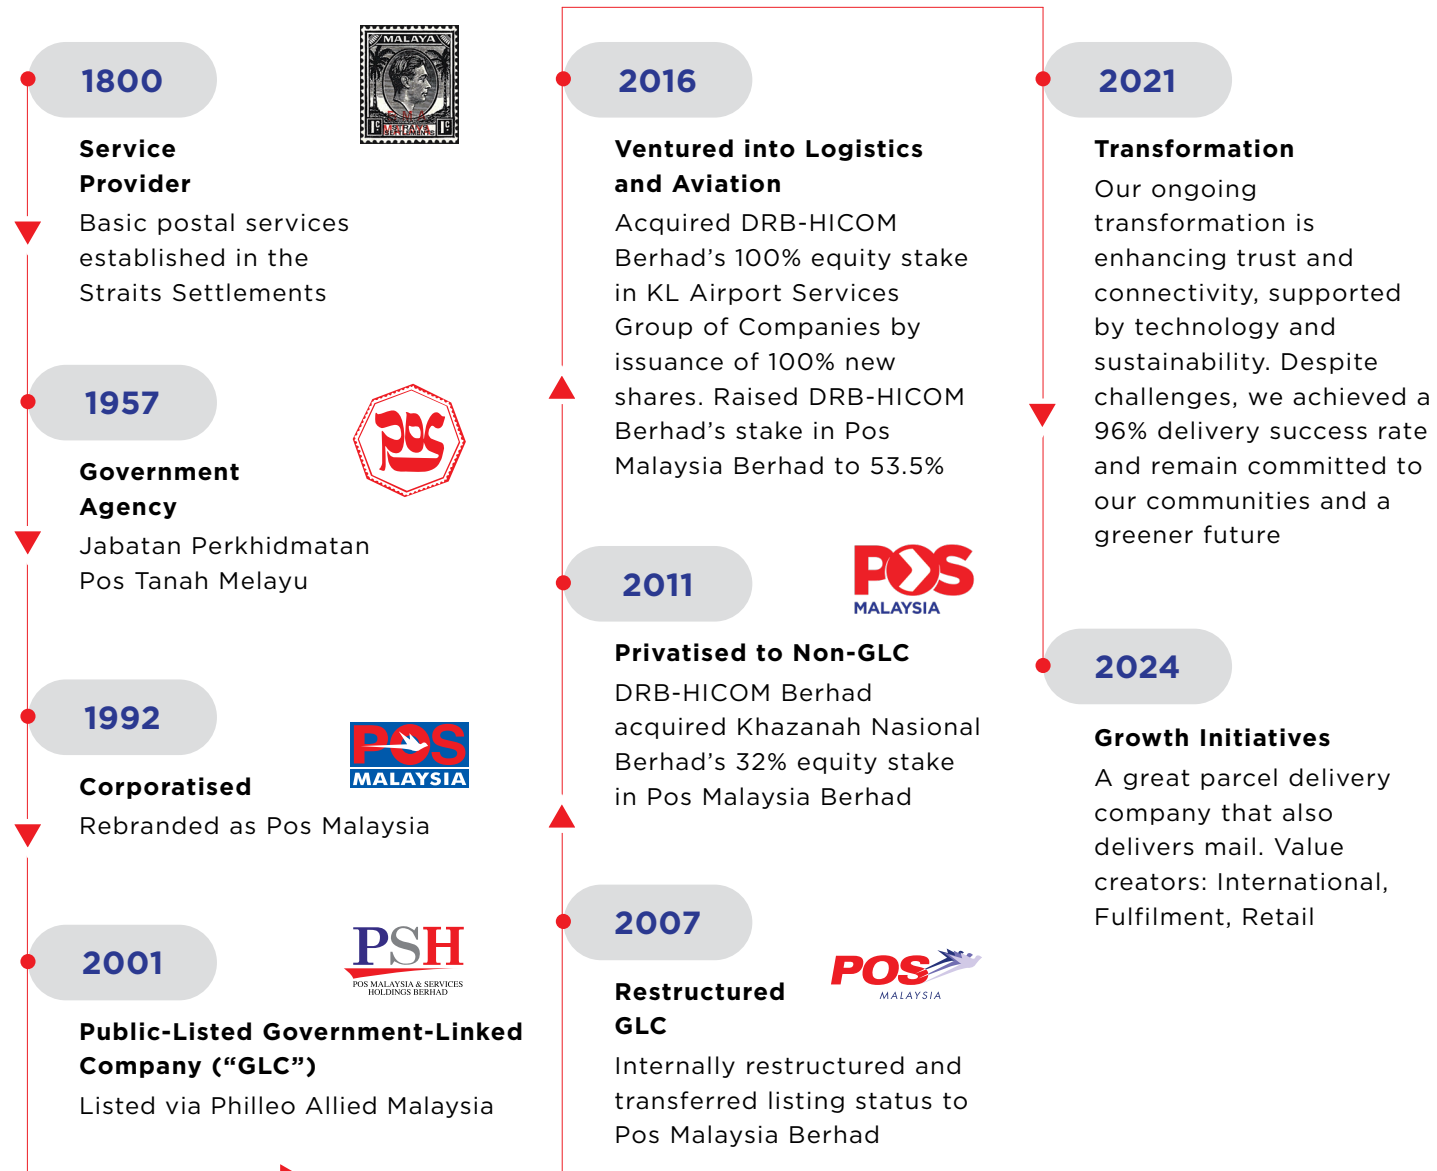 1800
MALAYA
1c
STRAITS
SETTLEMENTS
1c
Service
Provider
Basic postal services
established in the
Straits Settlements
1957
POS
Government
Agency
Jabatan Perkhidmatan
Pos Tanah Melayu
1992
POS
MALAYSIA
Corporatised
Rebranded as Pos Malaysia
2001
PSH
POS MALAYSIA & SERVICES
HOLDINGS BERHAD
Public-Listed Government-Linked
Company (“GLC”)
Listed via Philleo Allied Malaysia
2007
POS
MALAYSIA
Restructured
GLC
Internally restructured and
transferred listing status to
Pos Malaysia Berhad
2011
POS
MALAYSIA
Privatised to Non-GLC
DRB-HICOM Berhad
acquired Khazanah Nasional
Berhad’s 32% equity stake
in Pos Malaysia Berhad
2016
Ventured into Logistics
and Aviation
Acquired DRB-HICOM
Berhad’s 100% equity stake
in KL Airport Services
Group of Companies by
issuance of 100% new
shares. Raised DRB-HICOM
Berhad’s stake in Pos
Malaysia Berhad to 53.5%
2021
Transformation
Our ongoing
transformation is
enhancing trust and
connectivity, supported
by technology and
sustainability. Despite
challenges, we achieved a
96% delivery success rate
and remain committed to
our communities and a
greener future
2024
Growth Initiatives
A great parcel delivery
company that also
delivers mail. Value
creators: International,
Fulfilment, Retail